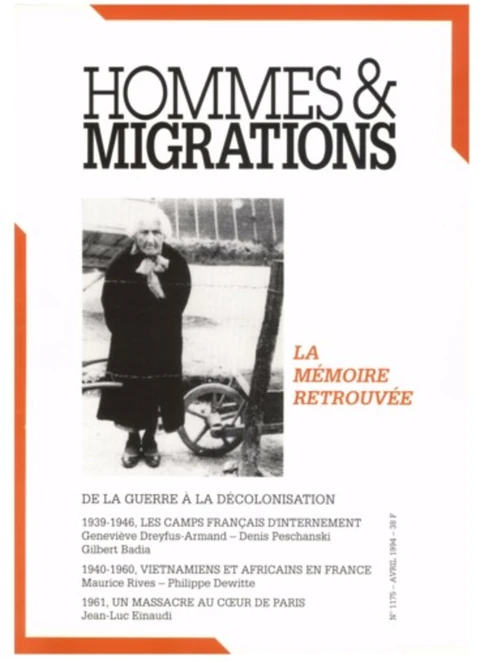 HOMMES &
MIGRATIONS
LA
MÉMOIRE
RETROUVÉE
DE LA GUERRE À LA DÉCOLONISATION
1939-1946, LES CAMPS FRANÇAIS D'INTERNEMENT
Geneviève Dreyfus-Armand – Denis Peschanski
Gilbert Badia
1940-1960, VIETNAMIENS ET AFRICAINS EN FRANCE
Maurice Rives – Philippe Dewitte
1961, UN MASSACRE AU CŒUR DE PARIS
Jean-Luc Einaudi
N° 1175 – AVRIL 1994 – 38 F